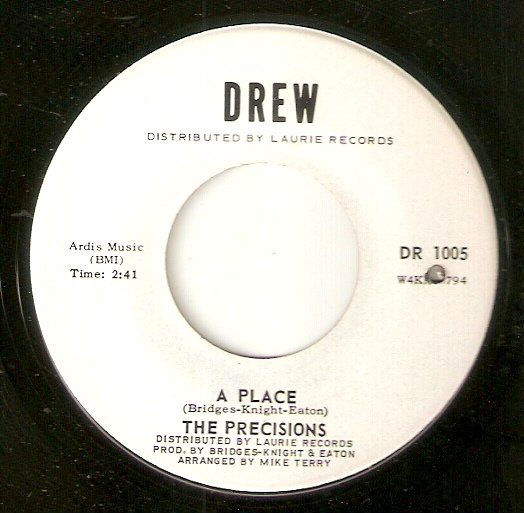 DREW
DISTRIBUTED BY LAURIE RECORDS
Ardis Music
(BMI)
Time: 2:41
DR 1005
A PLACE
(Bridges-Knight-Eaton)
THE PRECISIONS
DISTRIBUTED BY LAURIE RECORDS
PROD. BY BRIDGES-KNIGHT & EATON
ARRANGED BY MIKE TERRY